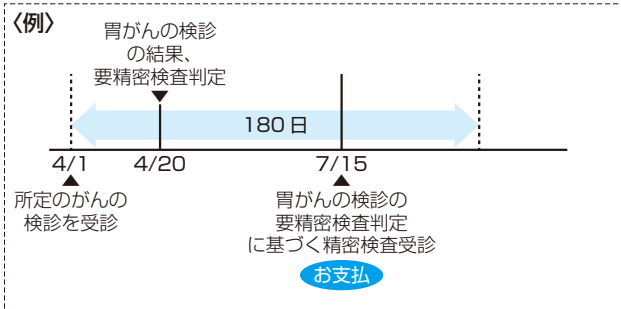 〈例〉
胃がんの検診
の結果、
要精密検査判定
180日
4/1
4/20
7/15
所定のがんの
検診を受診
胃がんの検診の
要精密検査判定
に基づく精密検査受診
お支払